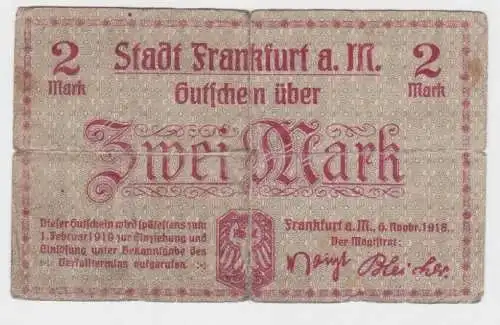 2 Stadt Frankfurt a. M. 2
Mark Gutschein über Mark
Zwei Mark
Dieser Gutschein wird spätestens zum
1. Februar 1919 zur Einziehung und
Einlösung unter Bekanntgabe des
Verfalltermins aufgerufen.
Frankfurt a. M., 6. Novbr. 1918.
Der Magistrat: